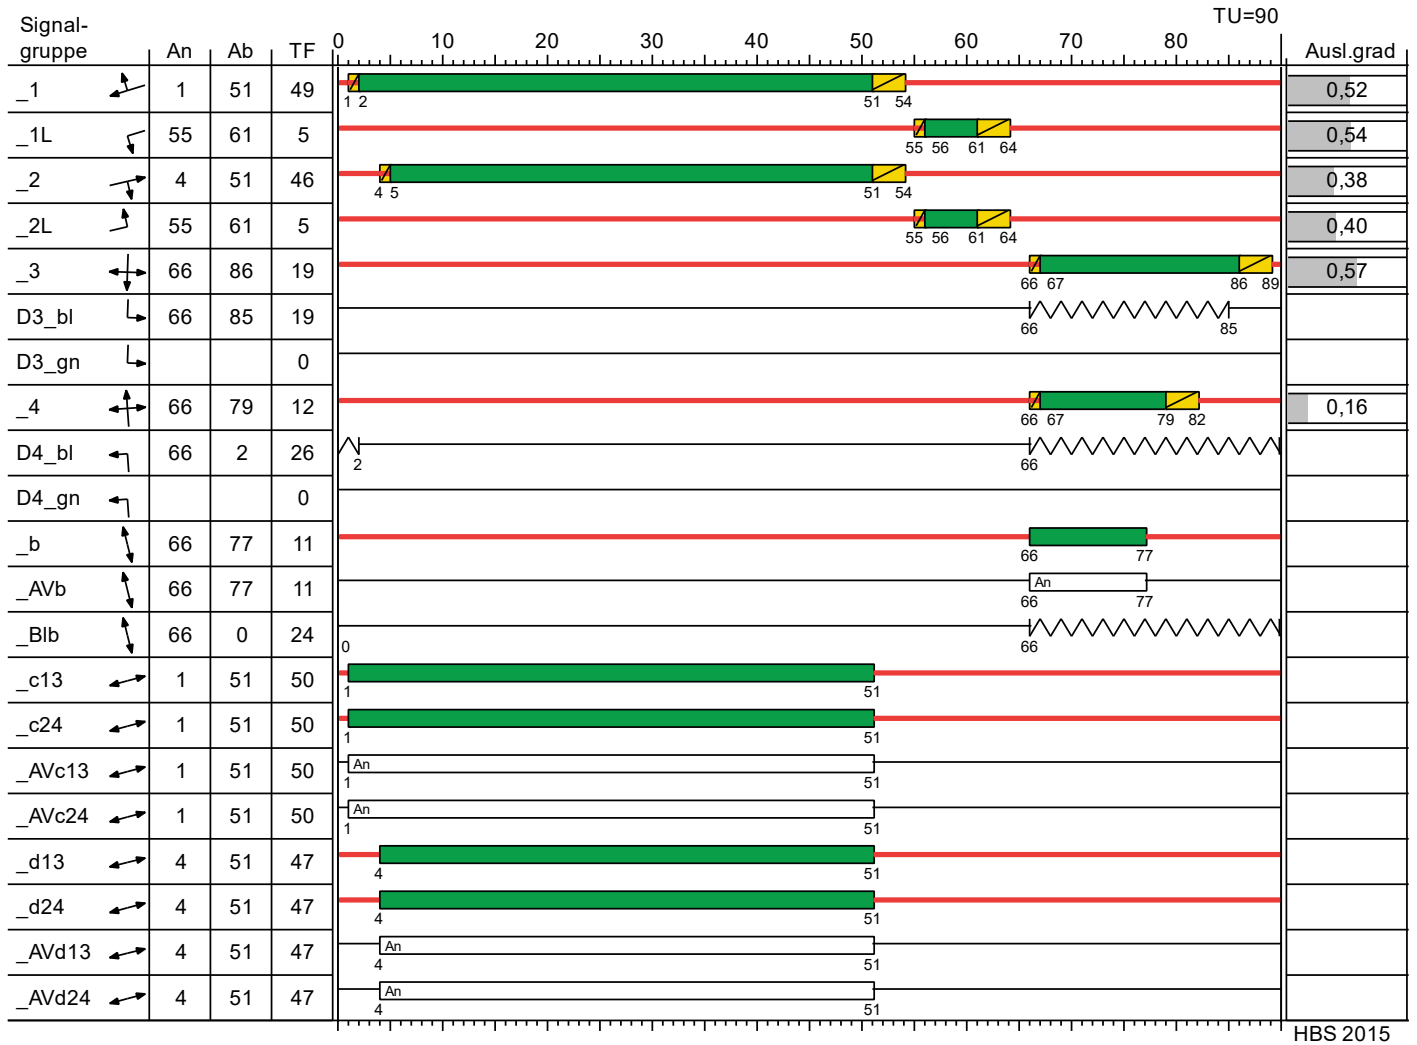 TU=90
Signal-
gruppe An Ab TF 0 10 20 30 40 50 60 70 80 Ausl.grad
_1 1 51 49 0,52
1 2 51 54
_1L 55 61 5 0,54
55 56 61 64
_2 4 51 46 0,38
4 5 51 54
_2L 55 61 5 0,40
55 56 61 64
_3 66 86 19 0,57
66 67 86 89
D3_bl 66 85 19
66 85
D3_gn 0
_4 66 79 12 0,16
66 67 79 82
D4_bl 66 2 26
2 66
D4_gn 0
_b 66 77 11
66 77
_AVb 66 77 11 An
66 77
_Blb 66 0 24
0 66
_c13 1 51 50
1 51
_c24 1 51 50
1 51
_AVc13 1 51 50 An
1 51
_AVc24 1 51 50 An
1 51
_d13 4 51 47
4 51
_d24 4 51 47
4 51
_AVd13 4 51 47 An
4 51
_AVd24 4 51 47 An
4 51
HBS 2015